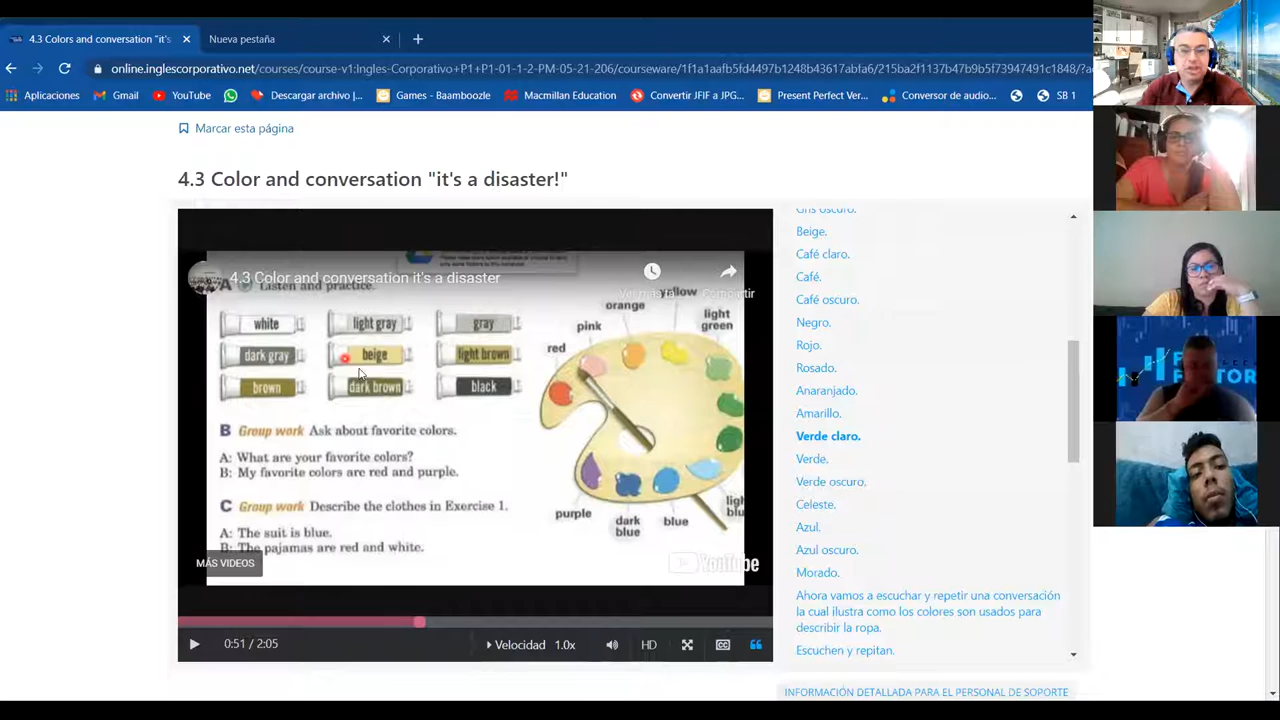 4.3 Colors and conversation "it's
Nueva pestaña
online.inglescorporativo.net/courses/course-v1:Ingles-Corporativo+P1+P1-01-1-2-PM-05-21-206/courseware/1f1a1aafb5fd4497b1248b43617abfa6/215ba2f1137b47b9b5f73947491c1848/?a
Aplicaciones
Gmail
YouTube
Descargar archivo |...
Games - Baamboozle
Macmillan Education
Convertir JFIF a JPG...
Present Perfect Ver...
Conversor de audio...
SB 1
Marcar esta página
4.3 Color and conversation "it's a disaster!"
4.3 Color and conversation it's a disaster
Listen and practice.
Compartir
white
light gray
gray
dark gray
beige
light brown
brown
dark brown
black
red
pink
orange
yellow
light
green
purple
dark
blue
blue
B Group work Ask about favorite colors.
A: What are your favorite colors?
B: My favorite colors are red and purple.
C Group work Describe the clothes in Exercise 1.
A: The suit is blue.
B: The pajamas are red and white.
MÁS VIDEOS
YouTube
0:51 / 2:05
Velocidad 1.0x
HD
CC
Gris oscuro.
Beige.
Café claro.
Café.
Café oscuro.
Negro.
Rojo.
Rosado.
Anaranjado.
Amarillo.
Verde claro.
Verde.
Verde oscuro.
Celeste.
Azul.
Azul oscuro.
Morado.
Ahora vamos a escuchar y repetir una conversación
la cual ilustra como los colores son usados para
describir la ropa.
Escuchen y repitan.
INFORMACIÓN DETALLADA PARA EL PERSONAL DE SOPORTE